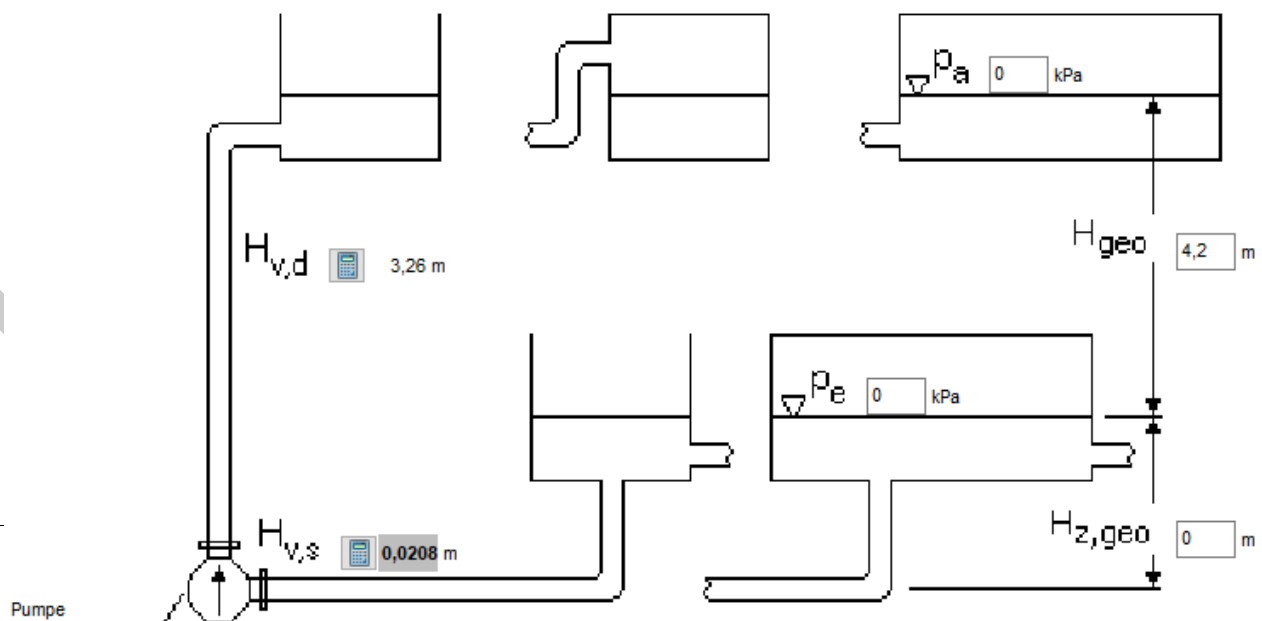 Pa 0 kPa
Hv,d 3,26 m
Hgeo 4,2 m
Pe 0 kPa
Hv,s 0,0208 m
Hz,geo 0 m
Pumpe